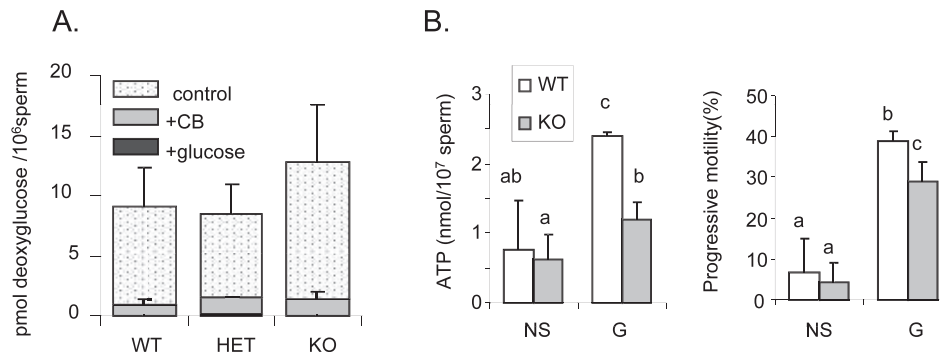 A.
pmol deoxyglucose /10⁶sperm
20
15
10
5
0
control
+CB
+glucose
WT
HET
KO
B.
ATP (nmol/10⁷ sperm)
3
2
1
0
WT
KO
ab
a
c
b
NS
G
Progressive motility(%)
50
40
30
20
10
0
a
a
b
c
NS
G